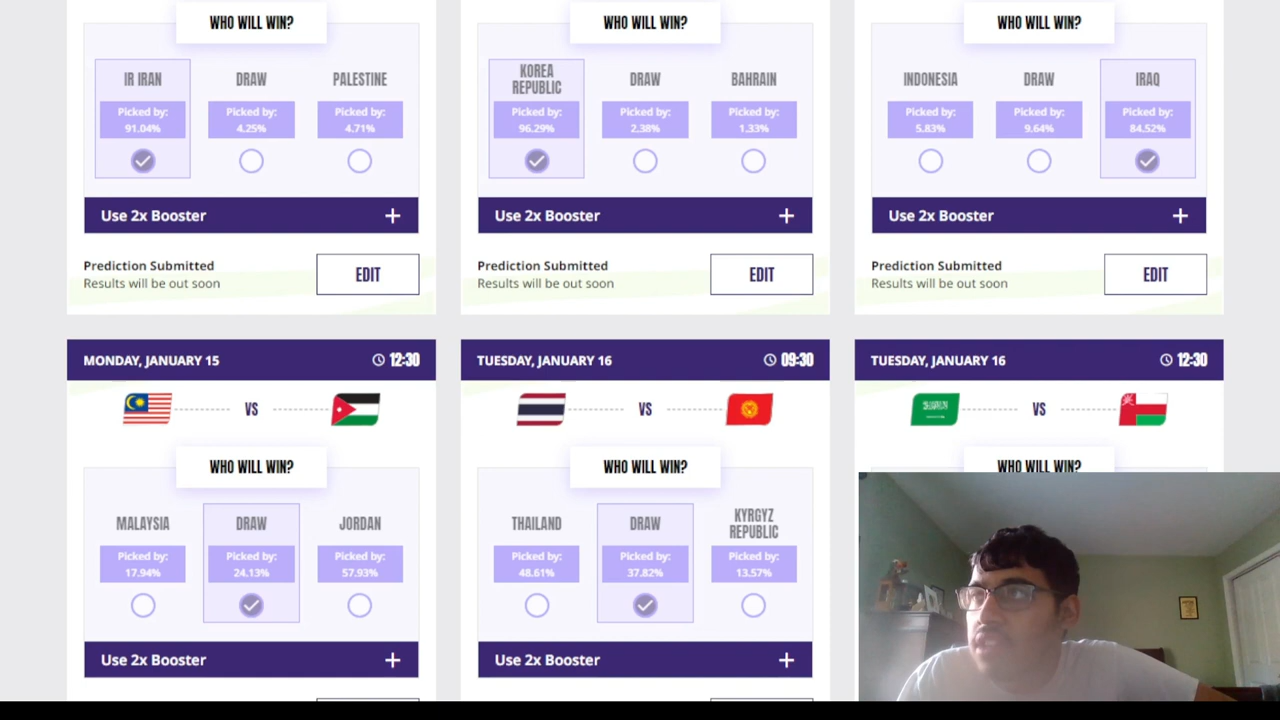 WHO WILL WIN?
IR IRAN
DRAW
PALESTINE
Picked by:
91.04%
Picked by:
4.25%
Picked by:
4.71%
Use 2x Booster
+
Prediction Submitted
Results will be out soon
EDIT
WHO WILL WIN?
KOREA
REPUBLIC
DRAW
BAHRAIN
Picked by:
96.29%
Picked by:
2.38%
Picked by:
1.33%
Use 2x Booster
+
Prediction Submitted
Results will be out soon
EDIT
WHO WILL WIN?
INDONESIA
DRAW
IRAQ
Picked by:
5.83%
Picked by:
9.64%
Picked by:
84.52%
Use 2x Booster
+
Prediction Submitted
Results will be out soon
EDIT
MONDAY, JANUARY 15
12:30
VS
WHO WILL WIN?
MALAYSIA
DRAW
JORDAN
Picked by:
17.94%
Picked by:
24.13%
Picked by:
57.93%
Use 2x Booster
+
TUESDAY, JANUARY 16
09:30
VS
WHO WILL WIN?
THAILAND
DRAW
KYRGYZ
REPUBLIC
Picked by:
48.61%
Picked by:
37.82%
Picked by:
13.57%
Use 2x Booster
+
TUESDAY, JANUARY 16
12:30
VS
WHO WILL WIN?